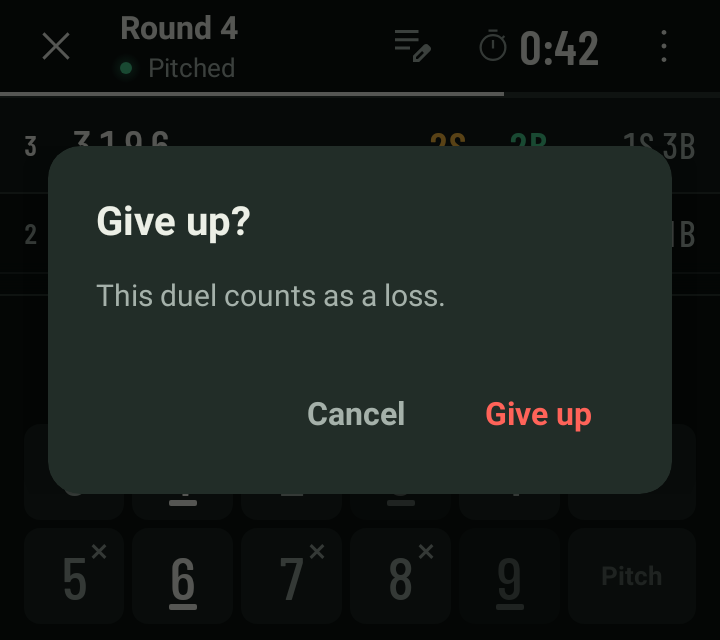 Round 4
Pitched
0:42
3 3196 2S 2B 1S 3B
Give up?
2 1B
This duel counts as a loss.
Cancel Give up
5 × 6 7 × 8 × 9 Pitch